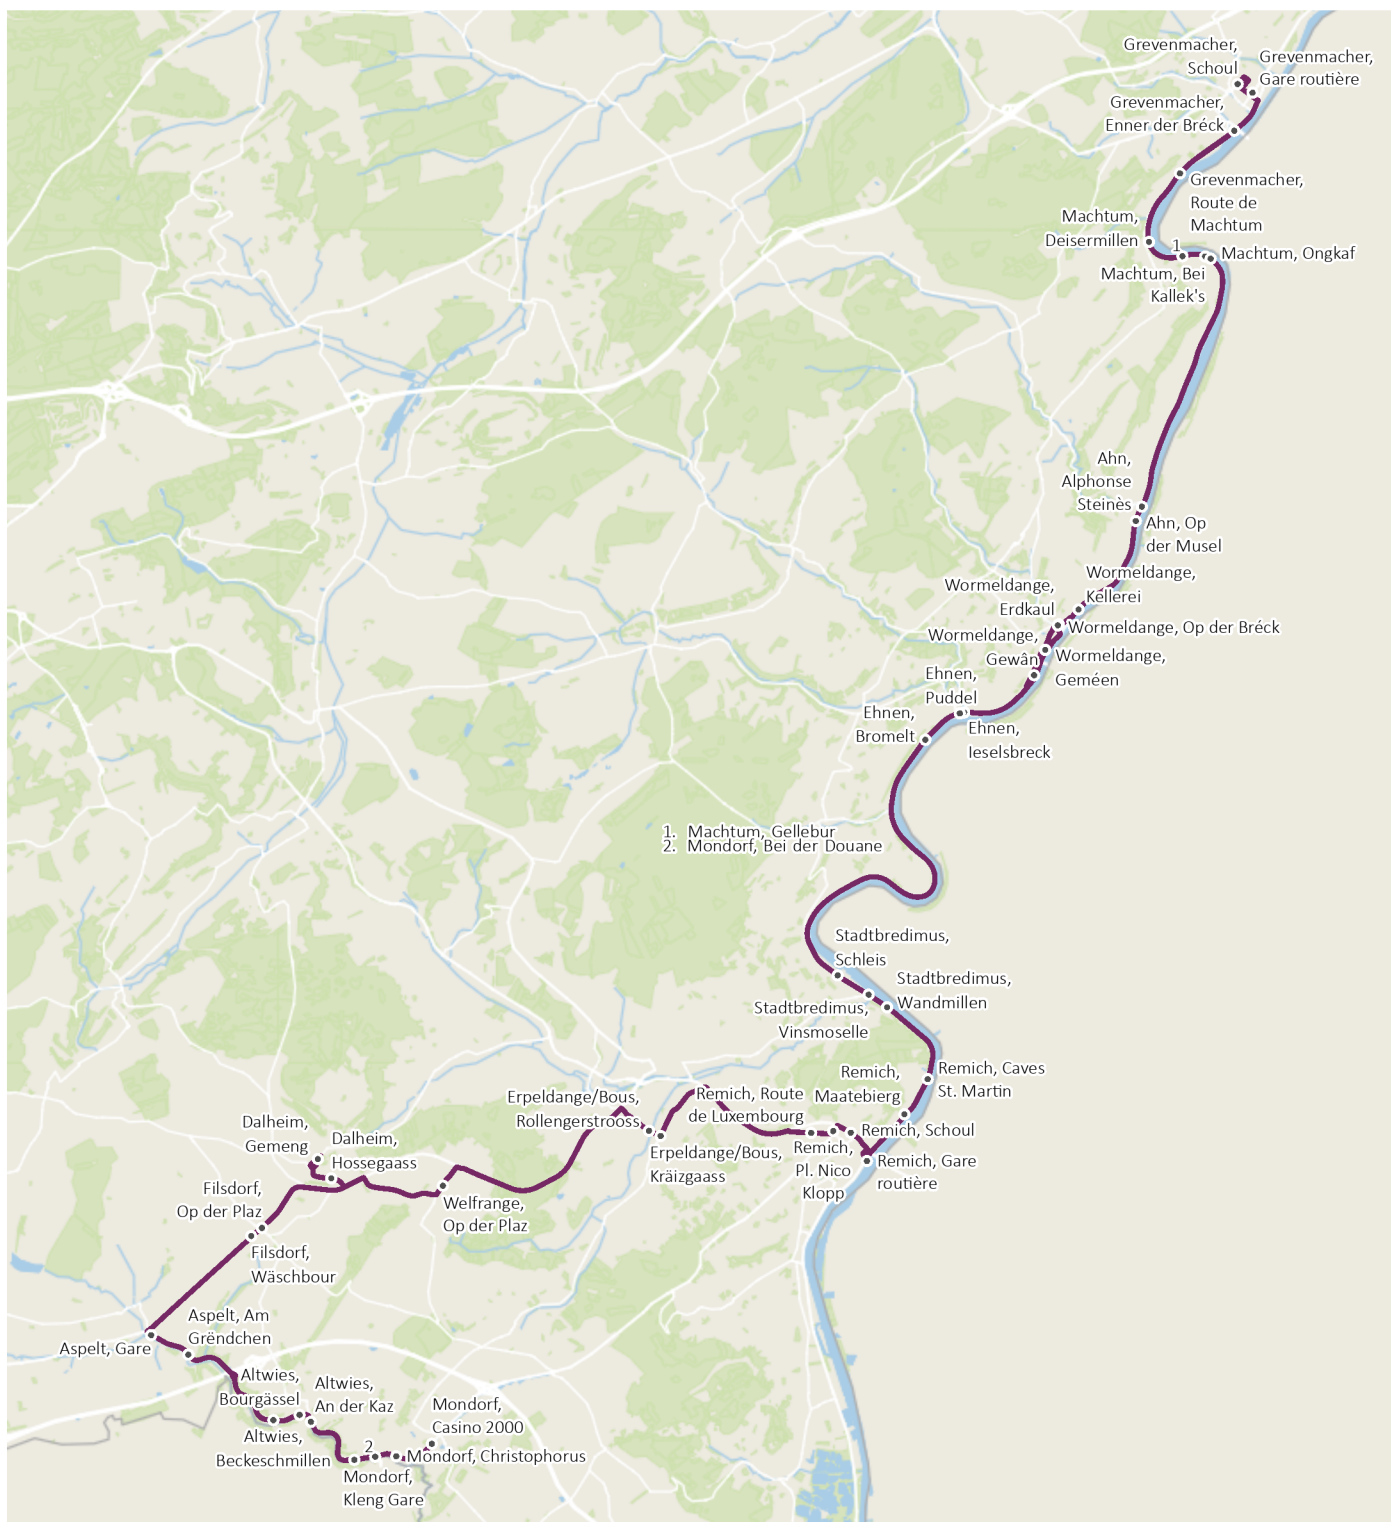 Grevenmacher,
Schoul
Grevenmacher,
Gare routière
Grevenmacher,
Enner der Bréck
Grevenmacher,
Route de
Machtum
Machtum,
Deisermillen
1
Machtum, Ongkaf
Machtum, Bei
Kallek's
Ahn,
Alphonse
Steinès
Ahn, Op
der Musel
Wormeldange,
Kellerei
Wormeldange,
Erdkaul
Wormeldange, Op der Bréck
Wormeldange,
Gewân
Wormeldange,
Geméen
Ehnen,
Puddel
Ehnen,
Bromelt
Ehnen,
Ieselsbreck
1. Machtum, Gellebur
2. Mondorf, Bei der Douane
Stadtbredimus,
Schleis
Stadtbredimus,
Wandmillen
Stadtbredimus,
Vinsmoselle
Remich,
Maatebierg
Remich, Caves
St. Martin
Remich, Route
de Luxembourg
Remich, Schoul
Remich,
Pl. Nico
Klopp
Remich, Gare
routière
Erpeldange/Bous,
Rollengerstrooss
Erpeldange/Bous,
Kräizgaass
Dalheim,
Gemeng
Dalheim,
Hossegaass
Welfrange,
Op der Plaz
Filsdorf,
Op der Plaz
Filsdorf,
Wäschbour
Aspelt, Am
Grëndchen
Aspelt, Gare
Altwies,
Bourgässel
Altwies,
An der Kaz
Altwies,
Beckeschmillen
Mondorf,
Casino 2000
2
Mondorf, Christophorus
Mondorf,
Kleng Gare